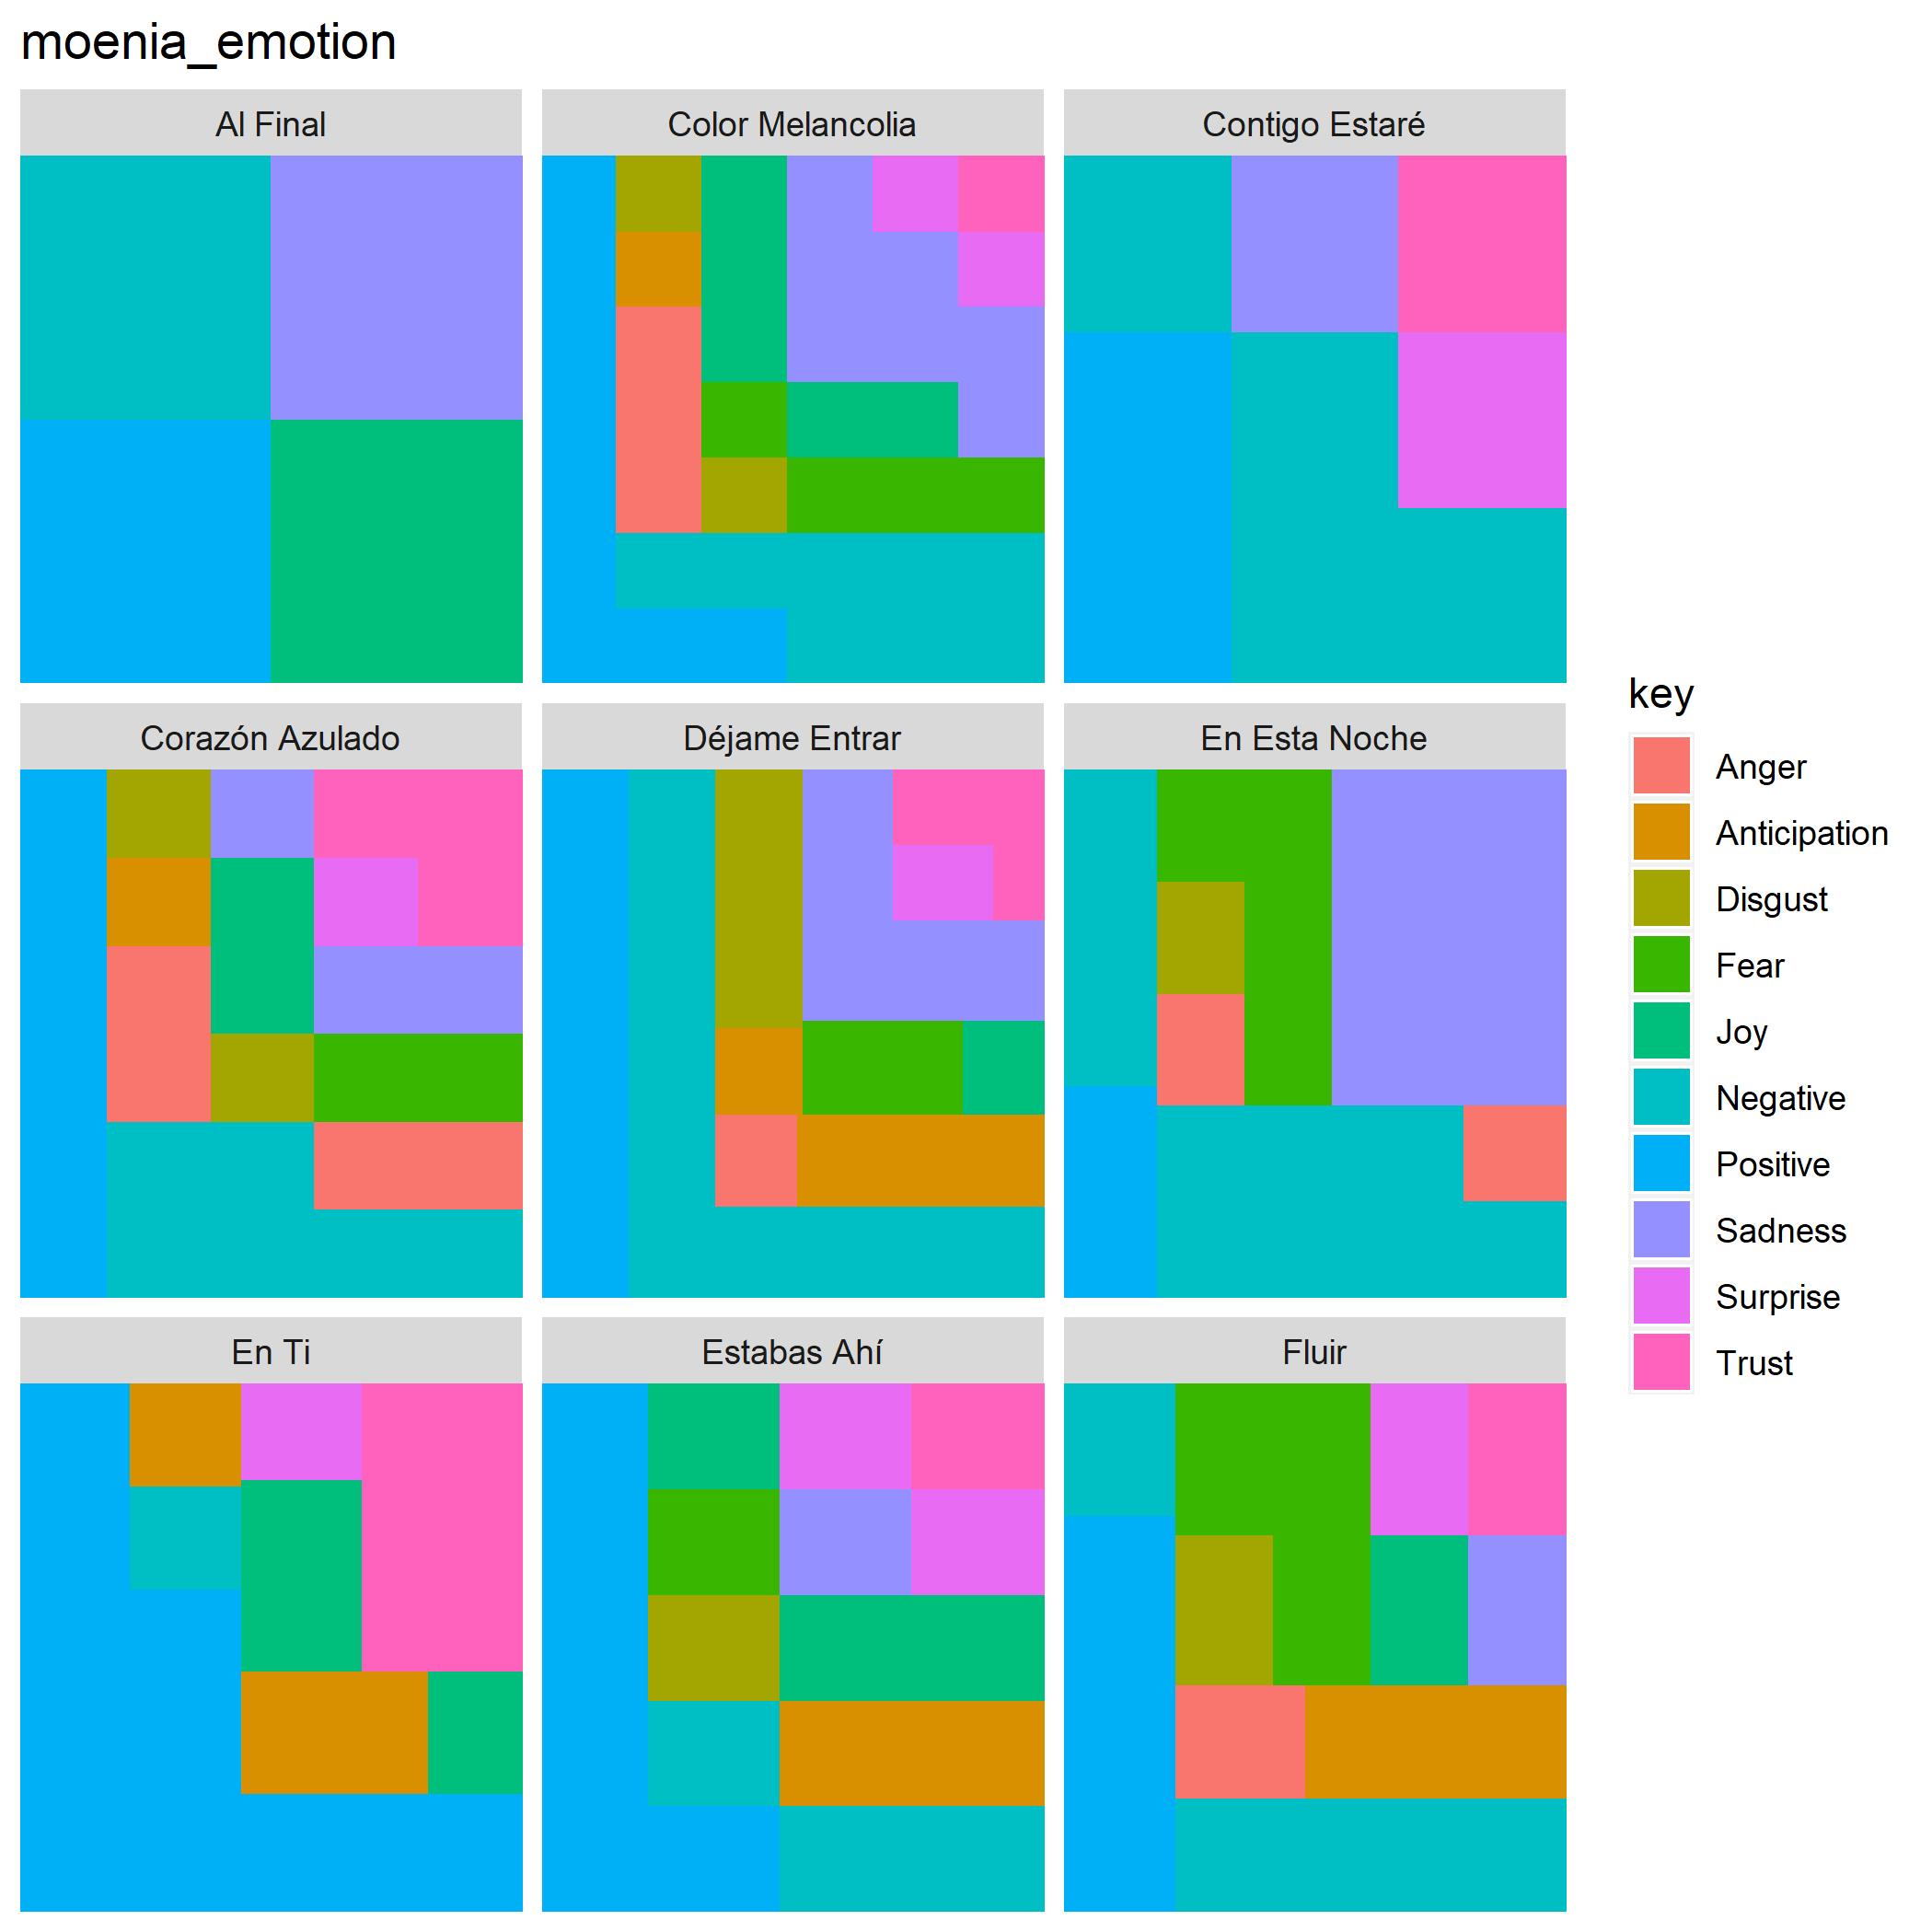 moenia_emotion
Al Final
Color Melancolia
Contigo Estaré
Corazón Azulado
Déjame Entrar
En Esta Noche
En Ti
Estabas Ahí
Fluir
key
Anger
Anticipation
Disgust
Fear
Joy
Negative
Positive
Sadness
Surprise
Trust